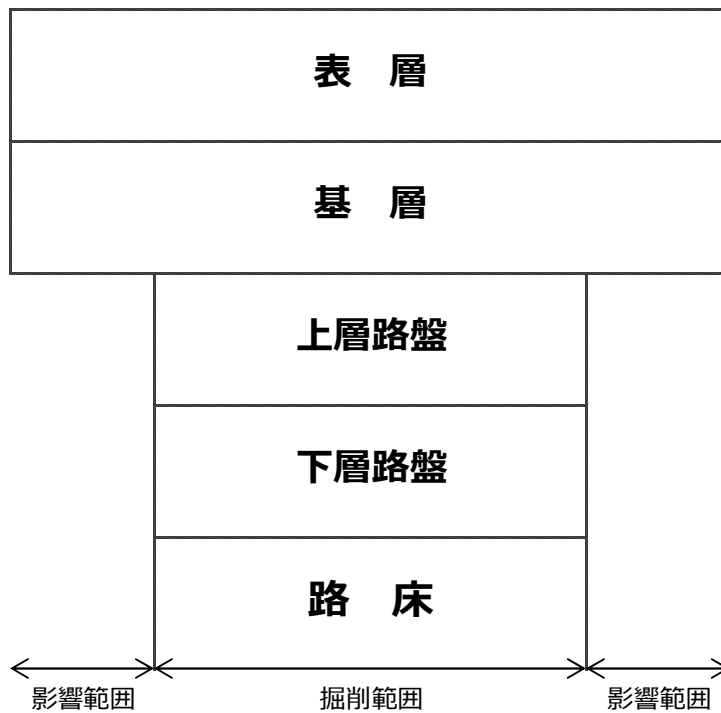 表　層
基　層
上層路盤
下層路盤
路　床
影響範囲　掘削範囲　影響範囲